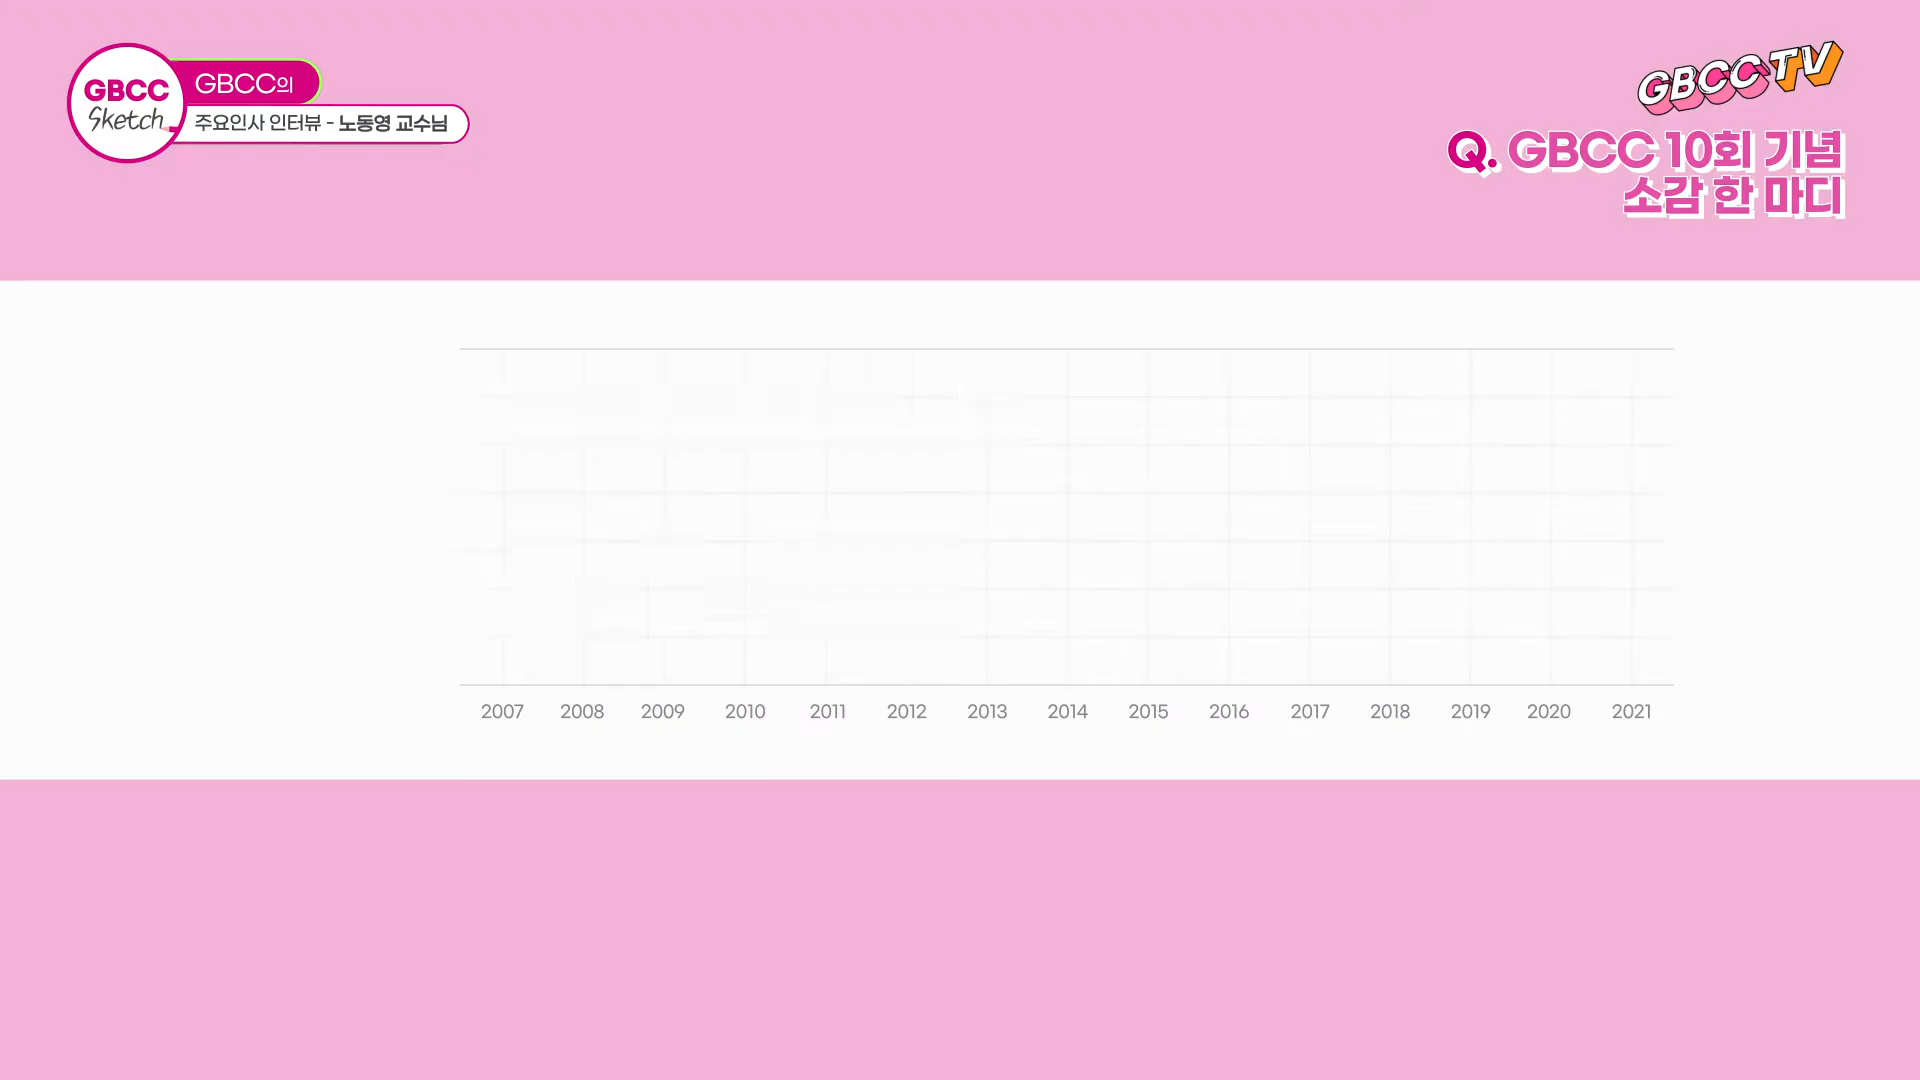 GBCC
Sketch
GBCC의
주요인사 인터뷰 - 노동영 교수님
GBCC TV
Q. GBCC 10회 기념
소감 한 마디
2007 2008 2009 2010 2011 2012 2013 2014 2015 2016 2017 2018 2019 2020 2021